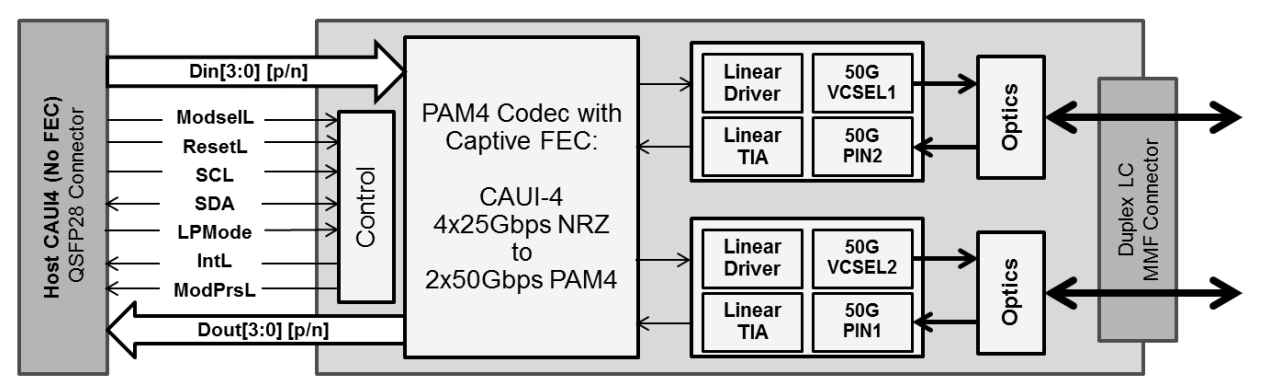 Host CAUI4 (No FEC)
QSFP28 Connector
Din[3:0] [p/n]
ModselL
ResetL
SCL
SDA
LPMode
IntL
ModPrsL
Dout[3:0] [p/n]
Control
PAM4 Codec with
Captive FEC:
CAUI-4
4x25Gbps NRZ
to
2x50Gbps PAM4
Linear
Driver
50G
VCSEL1
Linear
TIA
50G
PIN2
Optics
Linear
Driver
50G
VCSEL2
Linear
TIA
50G
PIN1
Optics
Duplex LC
MMF Connector